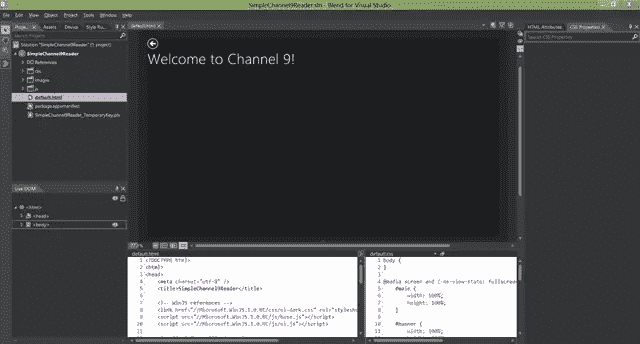 SimpleChannel9Reader.sln - Blend for Visual Studio
File Edit View Object Project Tools Window Help
Projects Assets Device Style Ru...
Search Projects
Solution "SimpleChannel9Reader" (1 project)
SimpleChannel9Reader
References
css
images
js
default.html
package.appxmanifest
SimpleChannel9Reader_TemporaryKey.pfx
default.html
Welcome to Channel 9!
HTML Attributes CSS Properties
Search CSS Properties
Live DOM
<html>
<head>
<body>
default.html
1 <!DOCTYPE html>
2 <html>
3 <head>
4 <meta charset="utf-8" />
5 <title>SimpleChannel9Reader</title>
6
7 <!-- WinJS references -->
8 <link href="//Microsoft.WinJS.1.0.RC/css/ui-dark.css" rel="stylesh
9 <script src="//Microsoft.WinJS.1.0.RC/js/base.js"></script>
10 <script src="//Microsoft.WinJS.1.0.RC/js/ui.js"></script>
11
default.css
1 body {
2 }
3
4 @media screen and (-ms-view-state: fullscreen
5 #main {
6 width: 100%;
7 height: 100%;
8 }
9
10 #banner {
width: 100%;